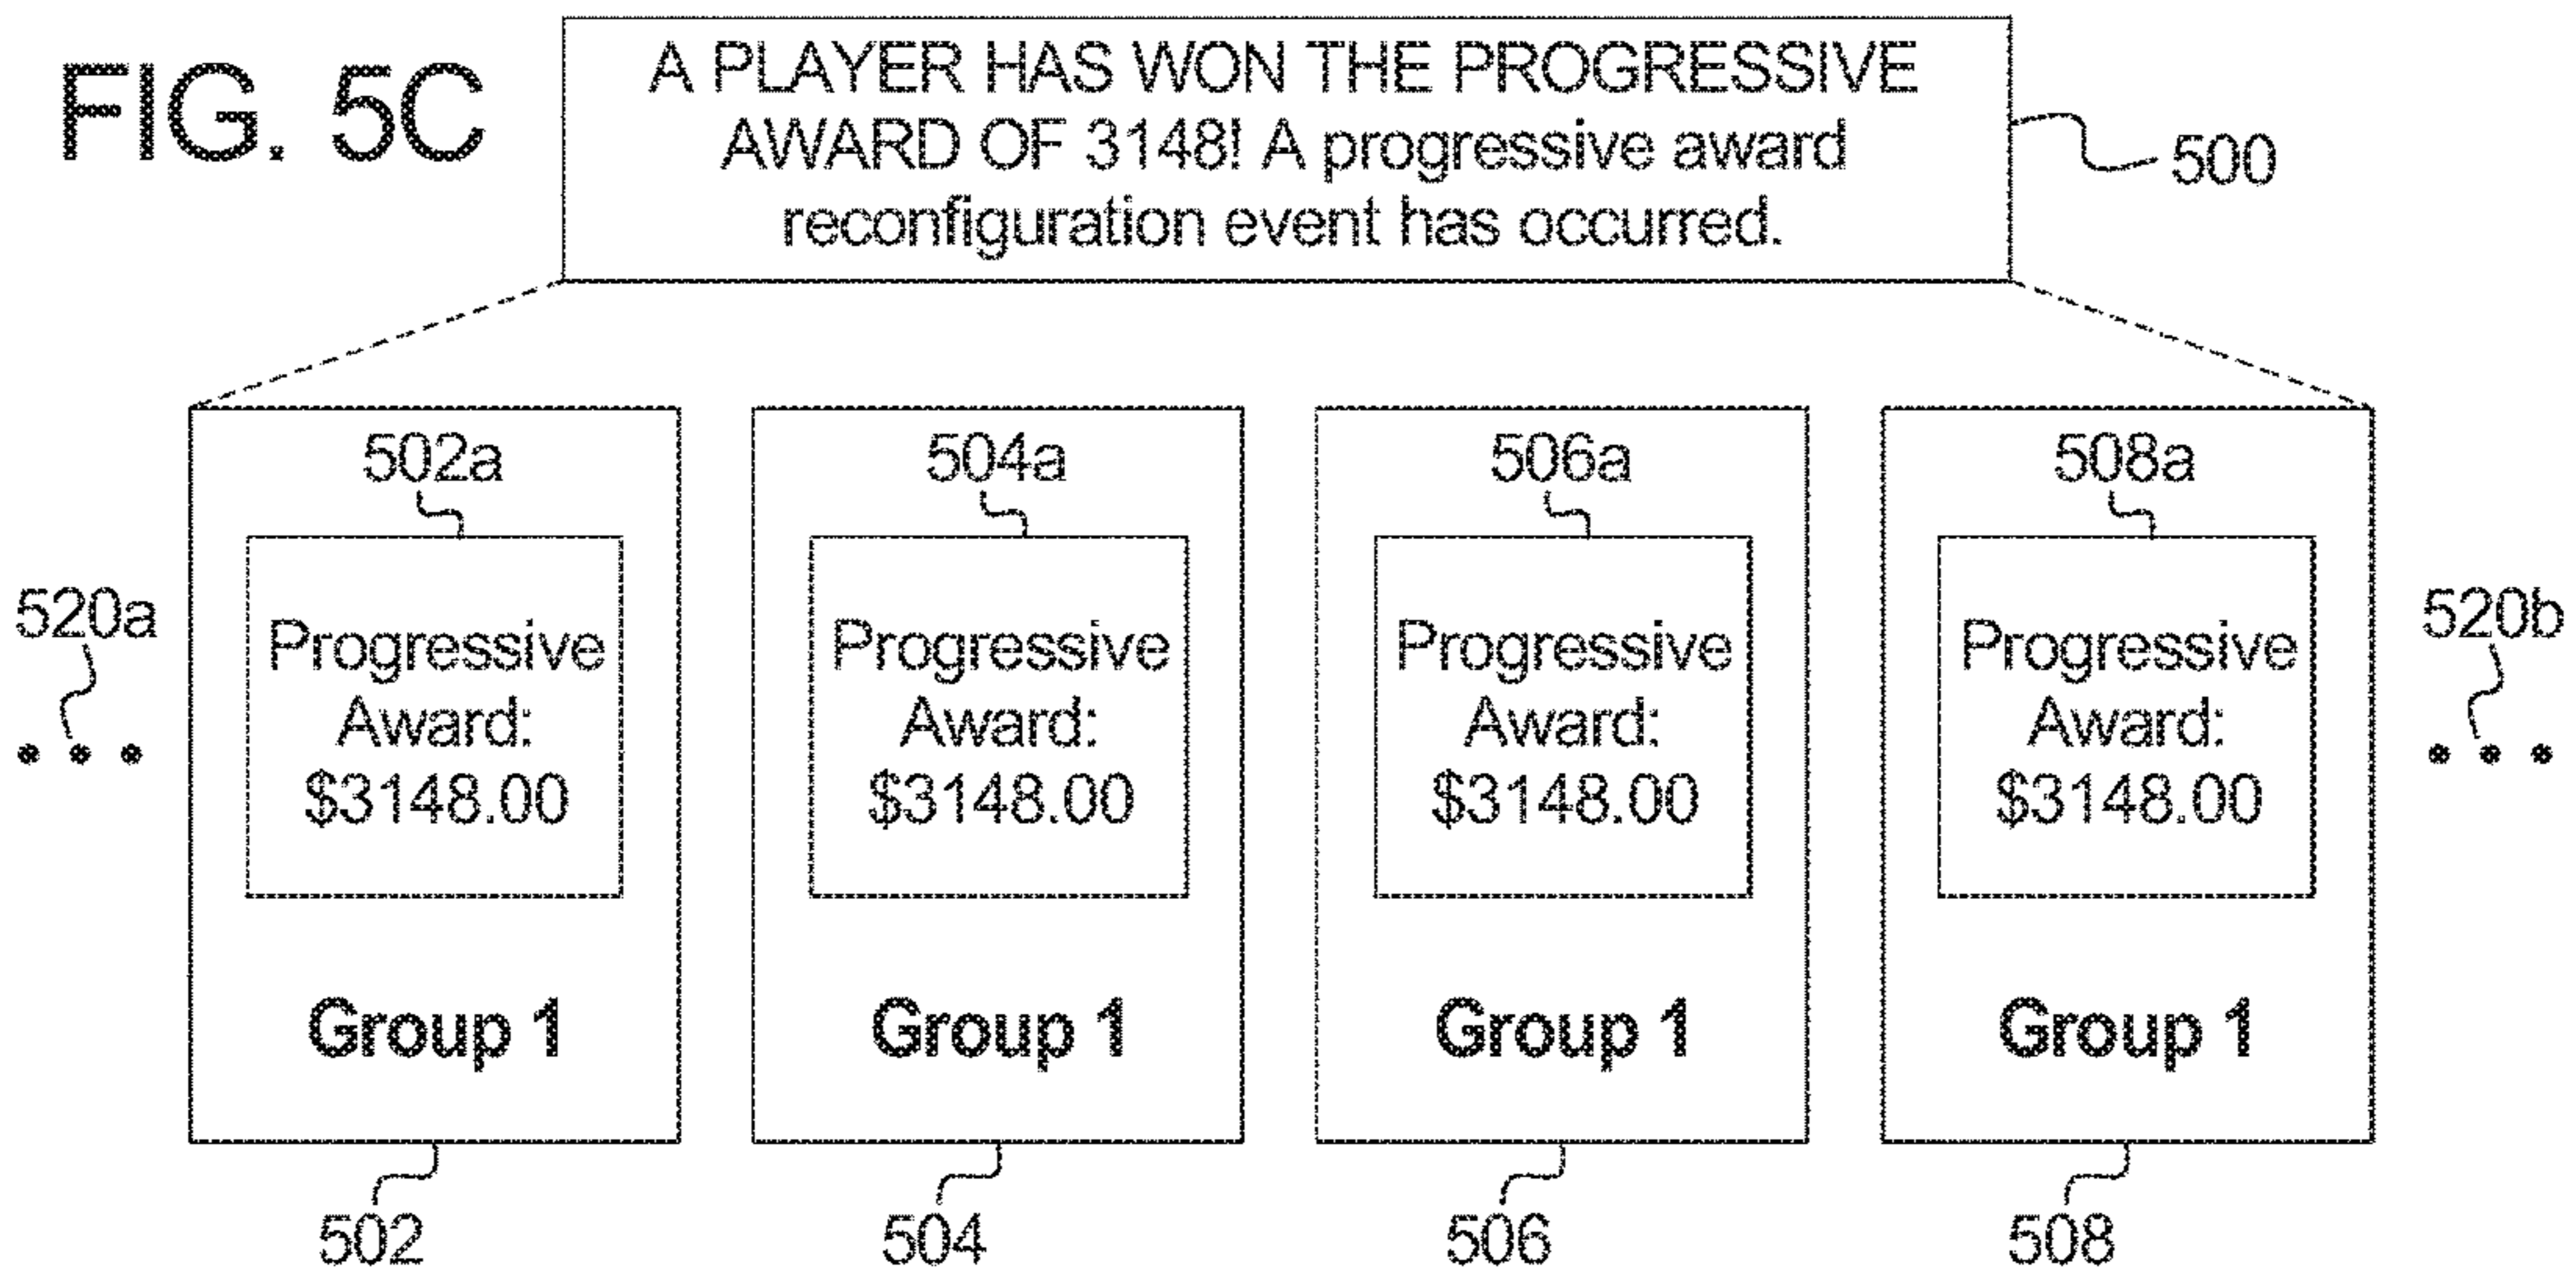 FIG. 5C
A PLAYER HAS WON THE PROGRESSIVE
AWARD OF 3148! A progressive award
reconfiguration event has occurred.
500
502a
504a
506a
508a
520a
520b
Progressive
Award:
$3148.00
Progressive
Award:
$3148.00
Progressive
Award:
$3148.00
Progressive
Award:
$3148.00
Group 1
Group 1
Group 1
Group 1
502
504
506
508